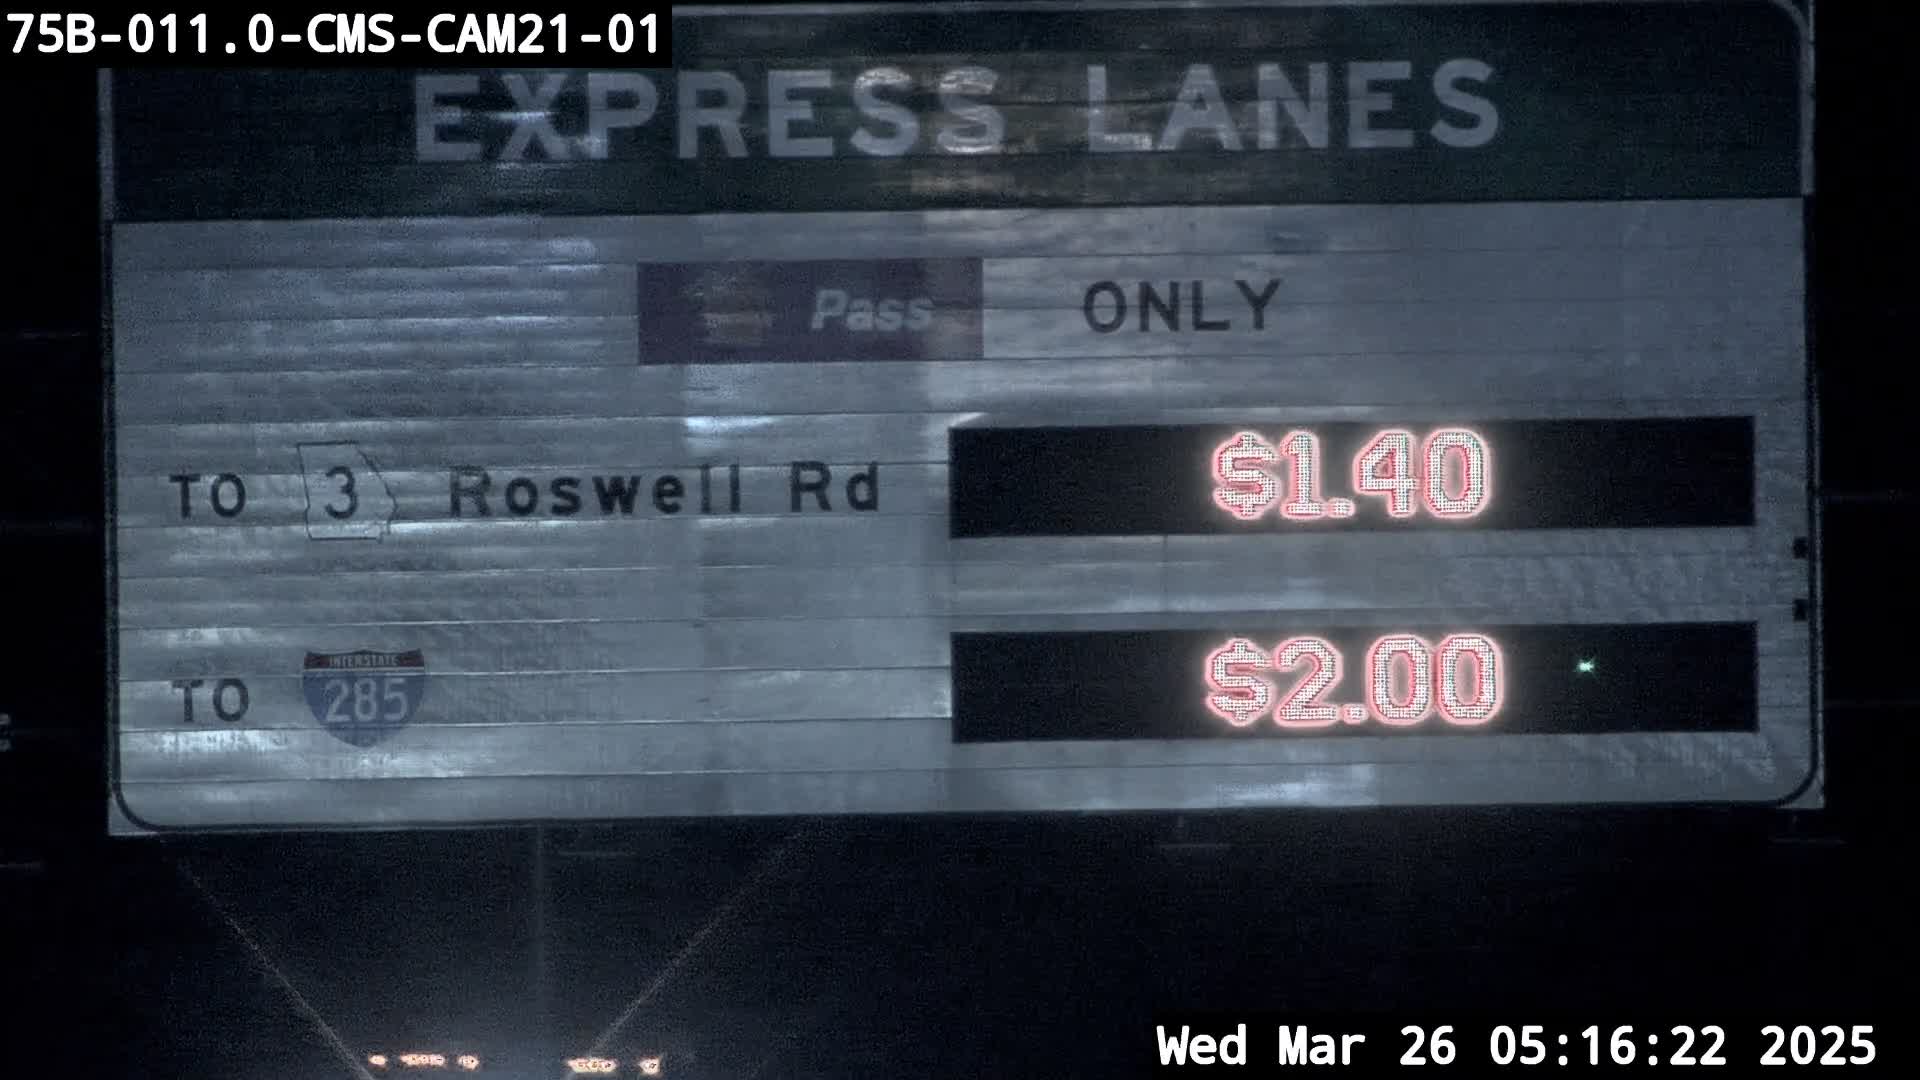 75B-011.0-CMS-CAM21-01
EXPRESS LANES
Pass ONLY
TO 3 Roswell Rd $1.40
INTERSTATE
TO 285 $2.00
Wed Mar 26 05:16:22 2025